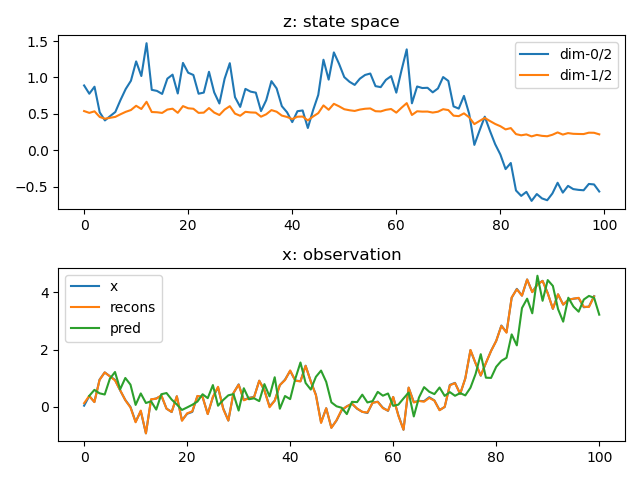 z: state space
1.5
1.0
0.5
0.0
−0.5
dim-0/2
dim-1/2
0 20 40 60 80 100
x: observation
4
2
0
x
recons
pred
0 20 40 60 80 100